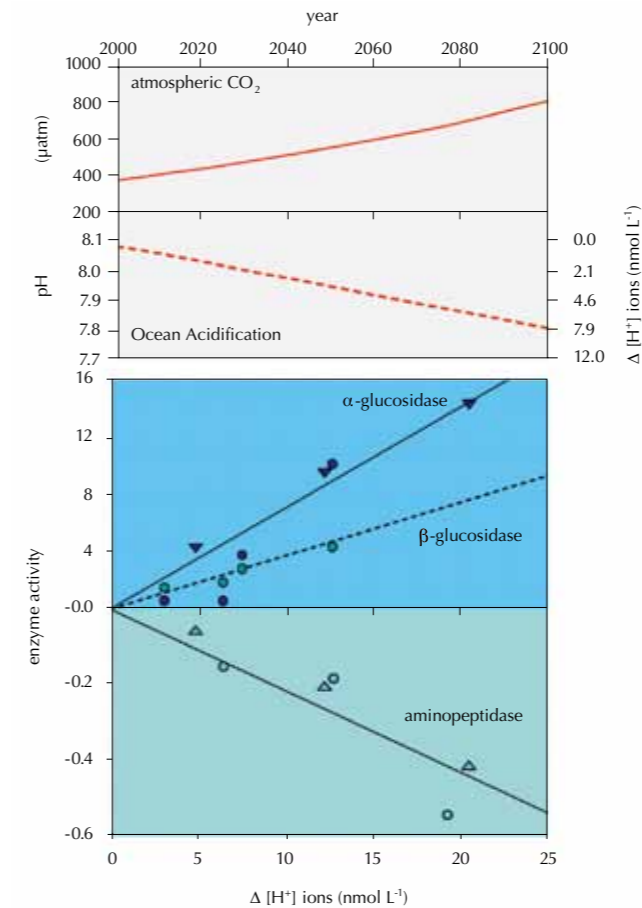 year
2000 2020 2040 2060 2080 2100
1000
atmospheric CO₂
800
(µatm)
600
400
200
8.1 0.0
8.0 2.1
pH
7.9 4.6
Δ [H⁺] ions (nmol L⁻¹)
7.8 7.9
Ocean Acidification
7.7 12.0
16
α-glucosidase
12
8
β-glucosidase
4
-0.0
enzyme activity
-0.2
aminopeptidase
-0.4
-0.6
0 5 10 15 20 25
Δ [H⁺] ions (nmol L⁻¹)